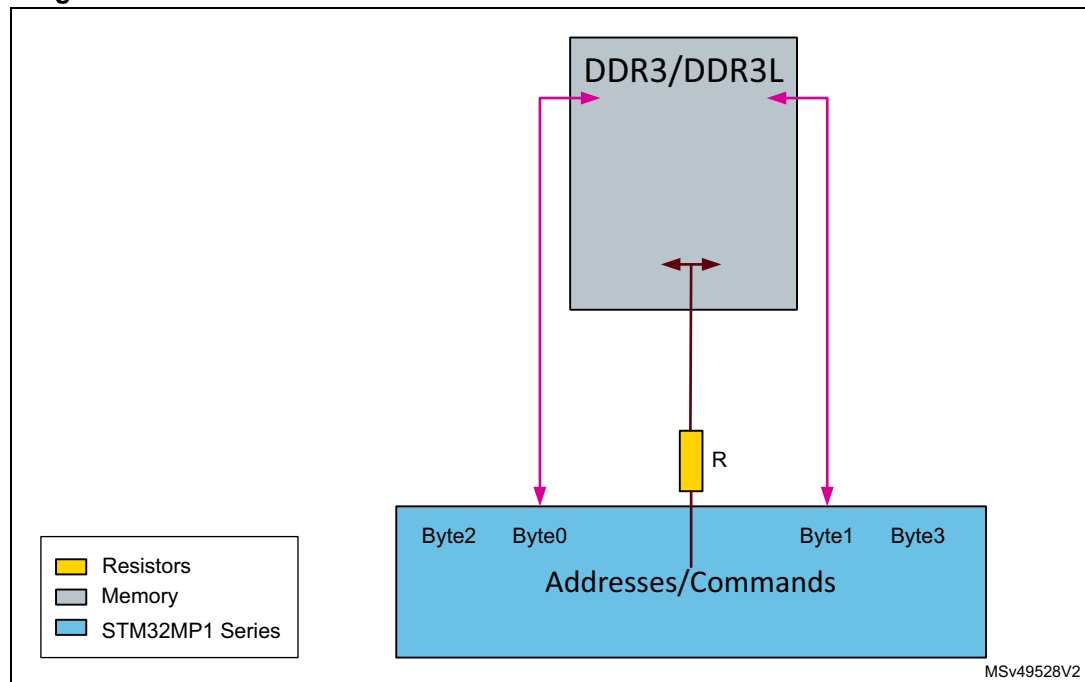 DDR3/DDR3L
R
Byte2 Byte0 Byte1 Byte3
Addresses/Commands
Resistors
Memory
STM32MP1 Series
MSv49528V2